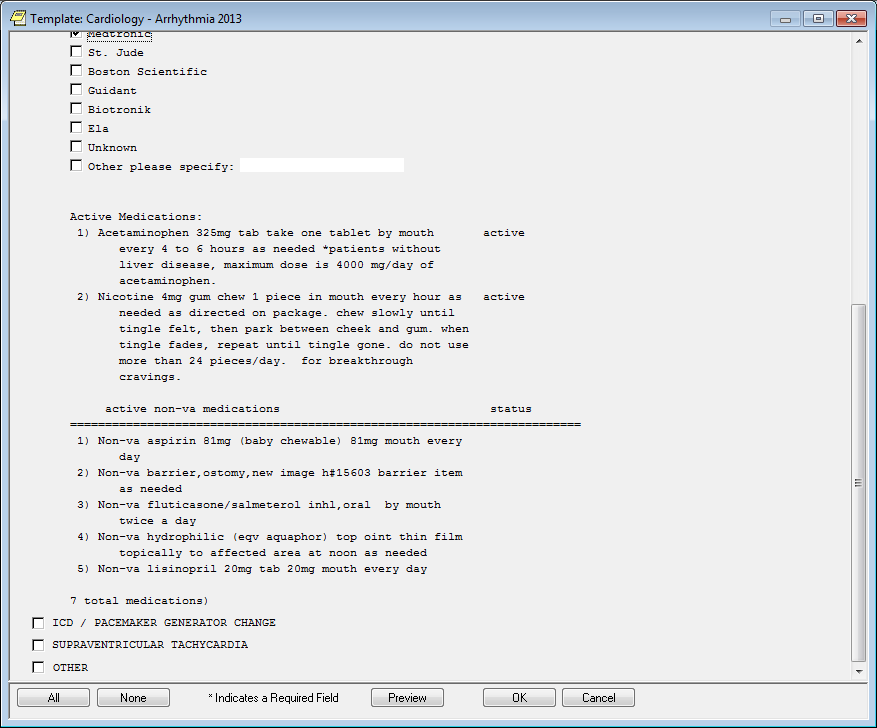 Template: Cardiology - Arrhythmia 2013
Medtronic
St. Jude
Boston Scientific
Guidant
Biotronik
Ela
Unknown
Other please specify:
Active Medications:
1) Acetaminophen 325mg tab take one tablet by mouth active
every 4 to 6 hours as needed *patients without
liver disease, maximum dose is 4000 mg/day of
acetaminophen.
2) Nicotine 4mg gum chew 1 piece in mouth every hour as active
needed as directed on package. chew slowly until
tingle felt, then park between cheek and gum. when
tingle fades, repeat until tingle gone. do not use
more than 24 pieces/day. for breakthrough
cravings.
active non-va medications status
=========================================================================
1) Non-va aspirin 81mg (baby chewable) 81mg mouth every
day
2) Non-va barrier,ostomy,new image h#15603 barrier item
as needed
3) Non-va fluticasone/salmeterol inhl,oral by mouth
twice a day
4) Non-va hydrophilic (eqv aquaphor) top oint thin film
topically to affected area at noon as needed
5) Non-va lisinopril 20mg tab 20mg mouth every day
7 total medications)
ICD / PACEMAKER GENERATOR CHANGE
SUPRAVENTRICULAR TACHYCARDIA
OTHER
All None * Indicates a Required Field Preview OK Cancel